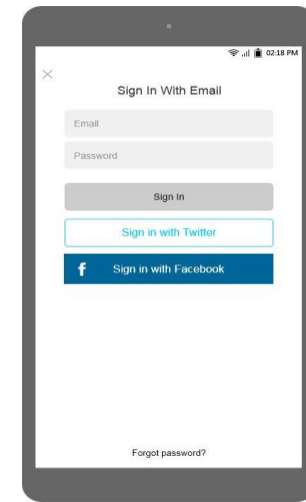 02:18 PM
Sign In With Email
Email
Password
Sign In
Sign in with Twitter
f Sign in with Facebook
Forgot password?